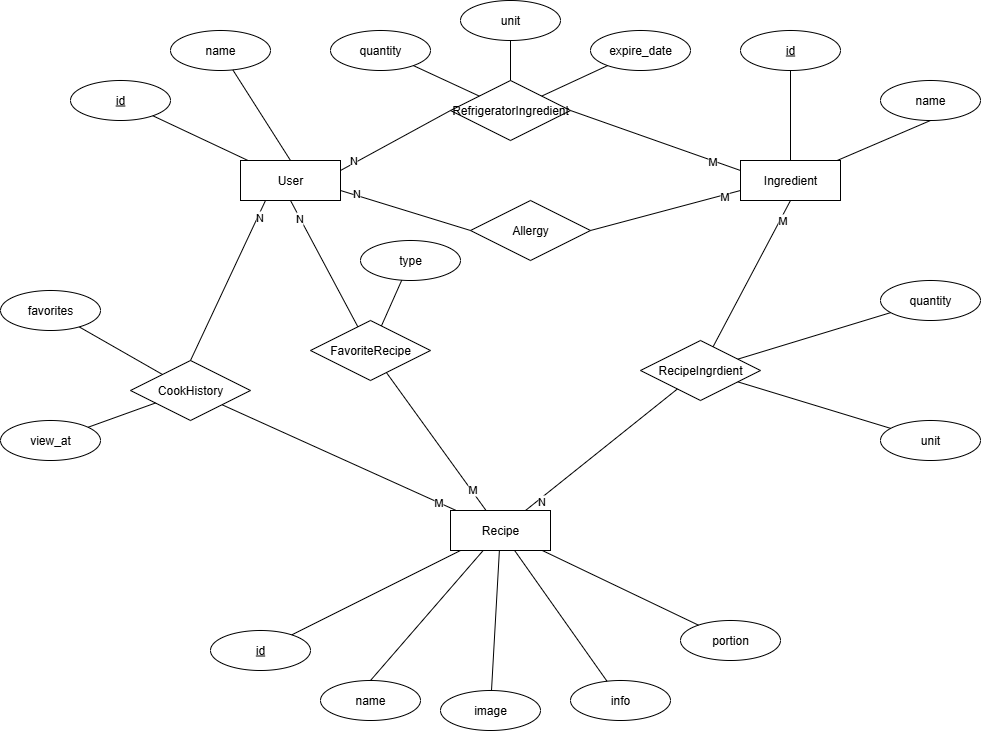 unit
name
quantity
expire_date
id
id
name
RefrigeratorIngredient
N
M
User
Ingredient
N
M
N
N
M
Allergy
type
favorites
quantity
FavoriteRecipe
RecipeIngrdient
CookHistory
view_at
unit
M
M
N
Recipe
id
portion
name
image
info